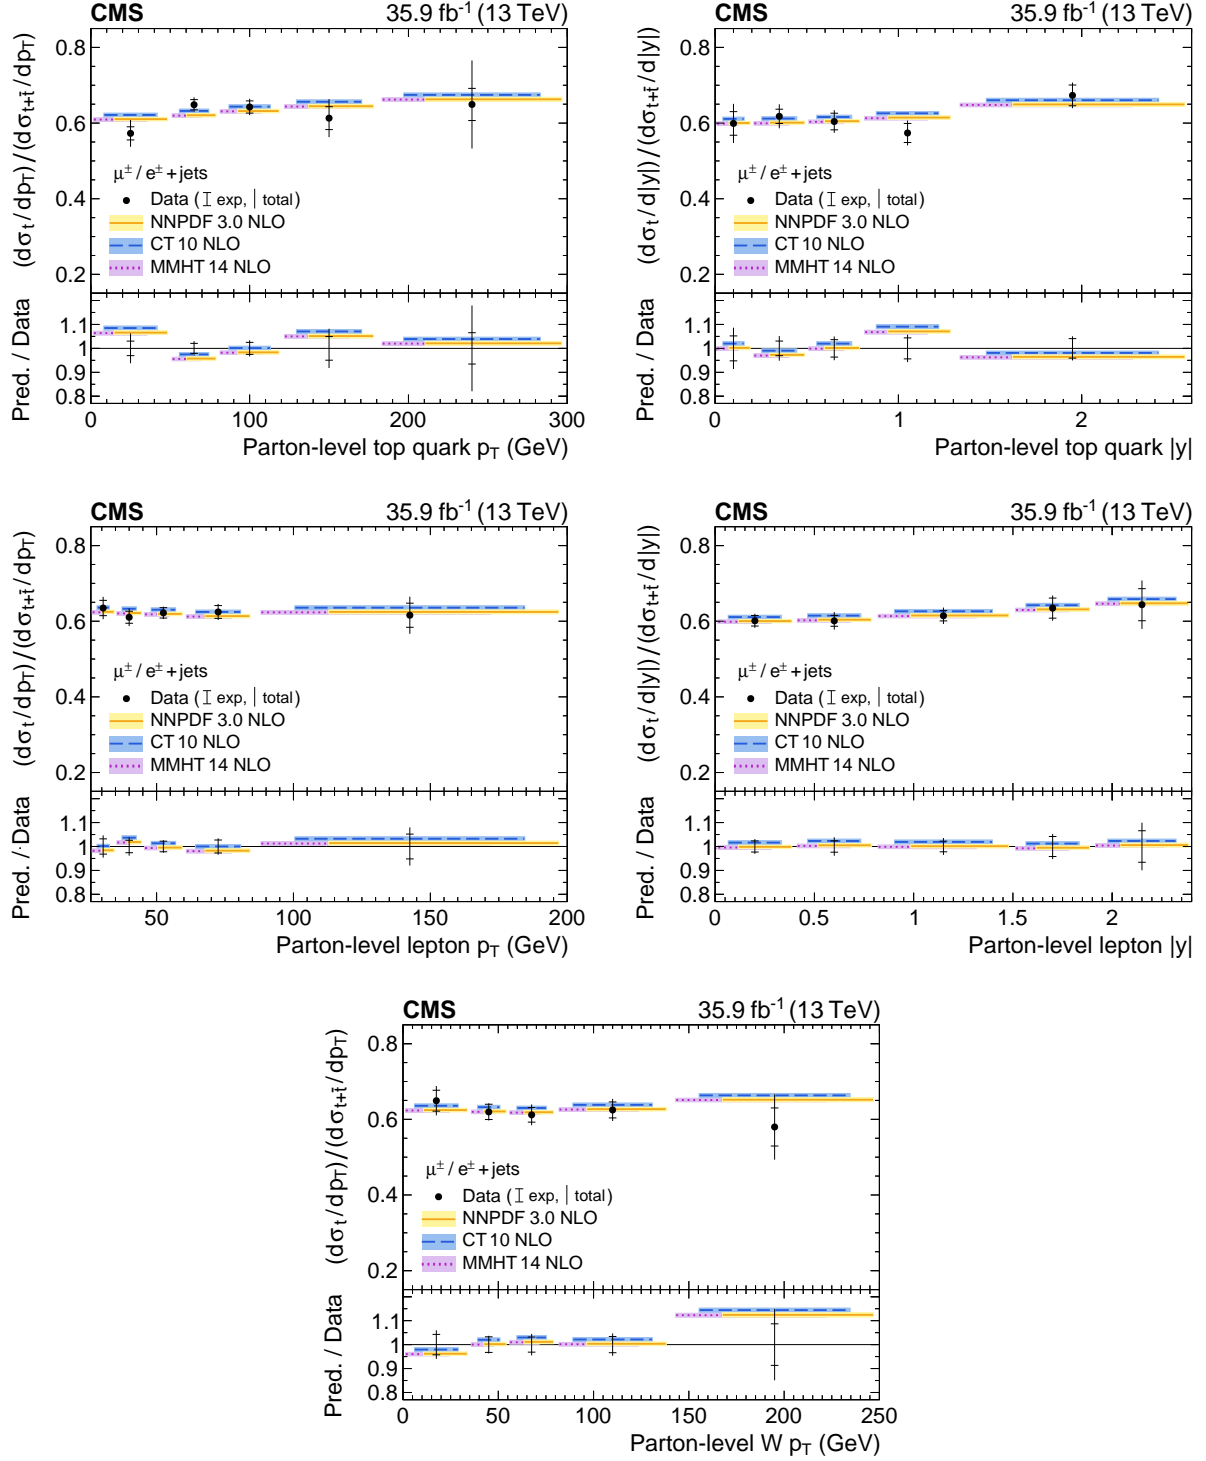 CMS 35.9 fb⁻¹ (13 TeV)
(dσt / dpT) / (dσt+t̄ / dpT)
0.8
0.6
0.4
0.2
μ± / e± + jets
Data (I exp, | total)
NNPDF 3.0 NLO
CT 10 NLO
MMHT 14 NLO
Pred. / Data
1.1
1
0.9
0.8
0 100 200 300
Parton-level top quark pT (GeV)
CMS 35.9 fb⁻¹ (13 TeV)
(dσt / d|y|) / (dσt+t̄ / d|y|)
0.8
0.6
0.4
0.2
μ± / e± + jets
Data (I exp, | total)
NNPDF 3.0 NLO
CT 10 NLO
MMHT 14 NLO
Pred. / Data
1.1
1
0.9
0.8
0 1 2
Parton-level top quark |y|
CMS 35.9 fb⁻¹ (13 TeV)
(dσt / dpT) / (dσt+t̄ / dpT)
0.8
0.6
0.4
0.2
μ± / e± + jets
Data (I exp, | total)
NNPDF 3.0 NLO
CT 10 NLO
MMHT 14 NLO
Pred. / Data
1.1
1
0.9
0.8
50 100 150 200
Parton-level lepton pT (GeV)
CMS 35.9 fb⁻¹ (13 TeV)
(dσt / d|y|) / (dσt+t̄ / d|y|)
0.8
0.6
0.4
0.2
μ± / e± + jets
Data (I exp, | total)
NNPDF 3.0 NLO
CT 10 NLO
MMHT 14 NLO
Pred. / Data
1.1
1
0.9
0.8
0 0.5 1 1.5 2
Parton-level lepton |y|
CMS 35.9 fb⁻¹ (13 TeV)
(dσt / dpT) / (dσt+t̄ / dpT)
0.8
0.6
0.4
0.2
μ± / e± + jets
Data (I exp, | total)
NNPDF 3.0 NLO
CT 10 NLO
MMHT 14 NLO
Pred. / Data
1.1
1
0.9
0.8
0 50 100 150 200 250
Parton-level W pT (GeV)